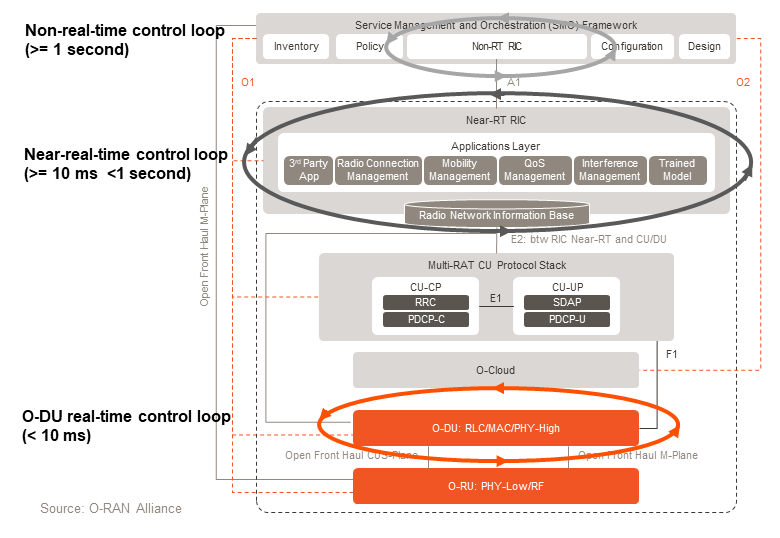 Non-real-time control loop
(>= 1 second)
Service Management and Orchestration (SMO) Framework
Inventory
Policy
Non-RT RIC
Configuration
Design
O1
A1
O2
Near-RT RIC
Near-real-time control loop
(>= 10 ms <1 second)
Applications Layer
3rd Party
App
Radio Connection
Management
Mobility
Management
QoS
Management
Interference
Management
Trained
Model
Radio Network Information Base
Open Front Haul M-Plane
E2: btw RIC Near-RT and CU/DU
Multi-RAT CU Protocol Stack
CU-CP
RRC
PDCP-C
E1
CU-UP
SDAP
PDCP-U
F1
O-Cloud
O-DU real-time control loop
(< 10 ms)
O-DU: RLC/MAC/PHY-High
Open Front Haul CUS-Plane
Open Front Haul M-Plane
O-RU: PHY-Low/RF
Source: O-RAN Alliance